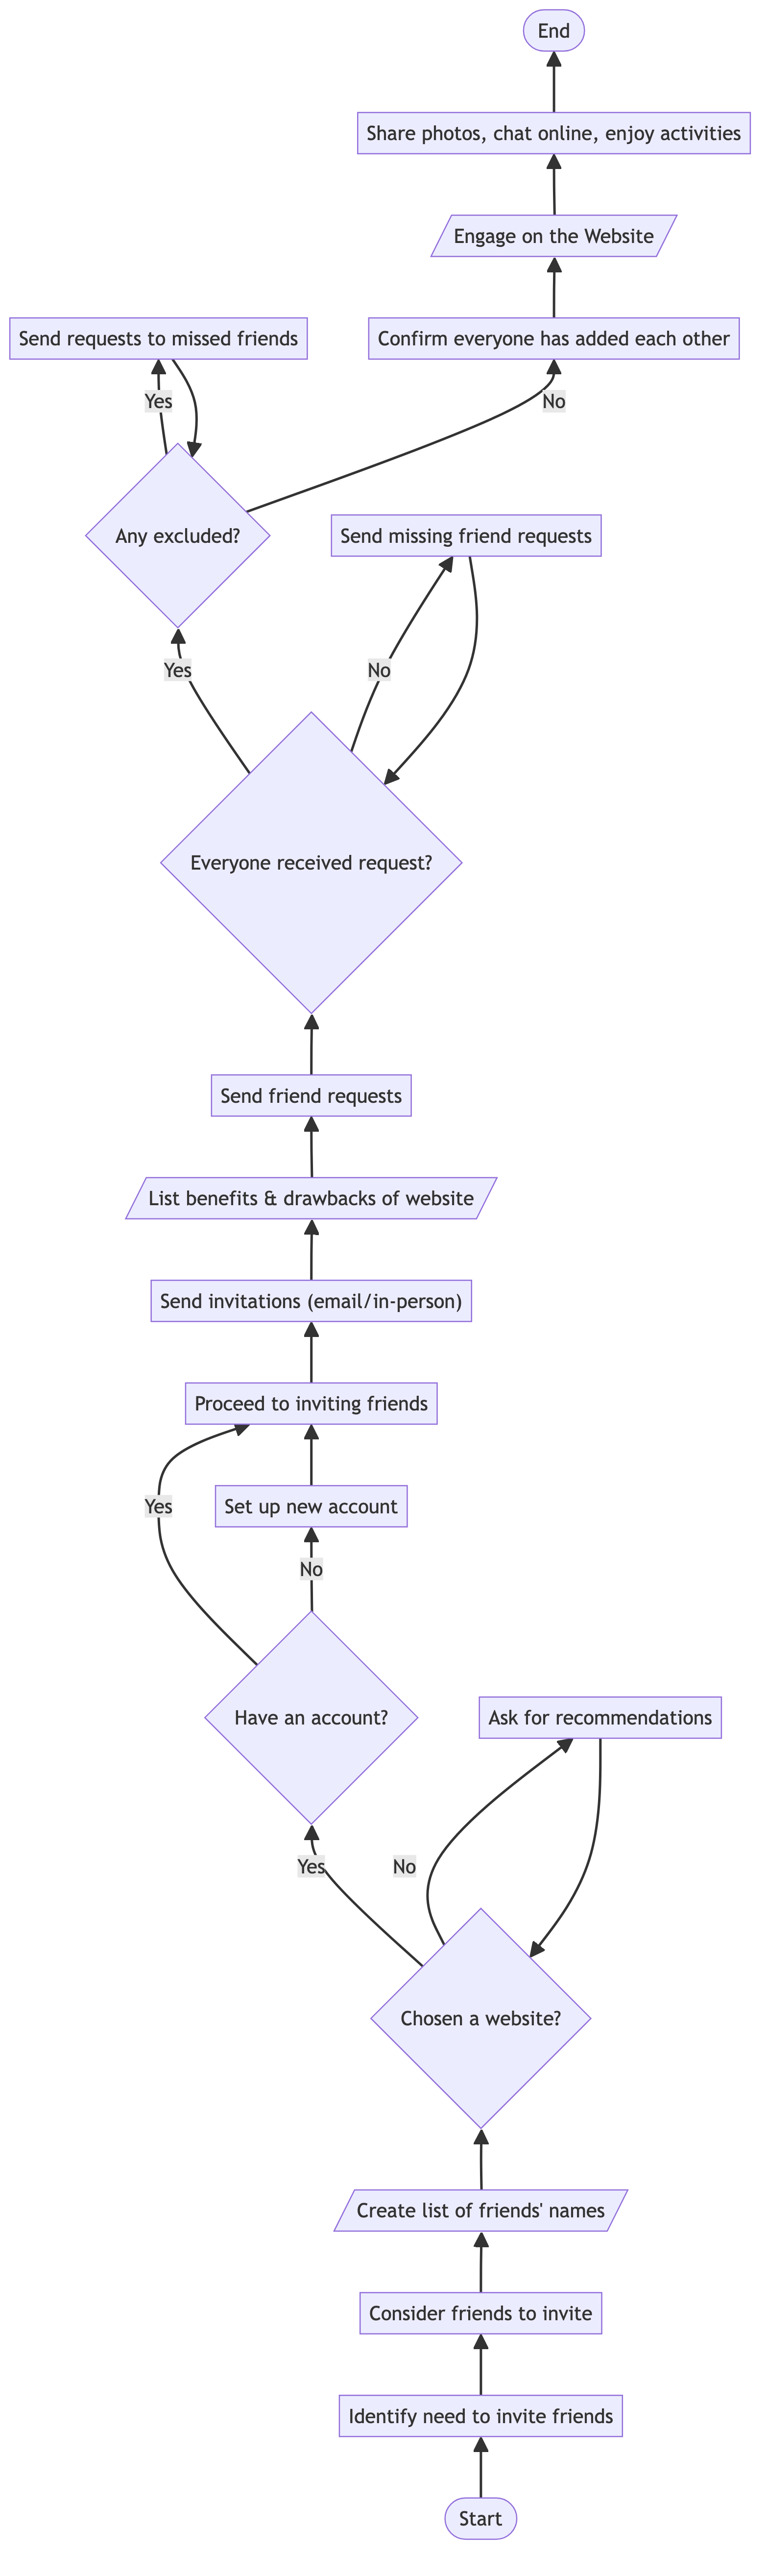 End
Share photos, chat online, enjoy activities
Engage on the Website
Send requests to missed friends
Confirm everyone has added each other
Yes
No
Any excluded?
Send missing friend requests
Yes
No
Everyone received request?
Send friend requests
List benefits & drawbacks of website
Send invitations (email/in-person)
Proceed to inviting friends
Yes
Set up new account
No
Have an account?
Ask for recommendations
Yes
No
Chosen a website?
Create list of friends' names
Consider friends to invite
Identify need to invite friends
Start